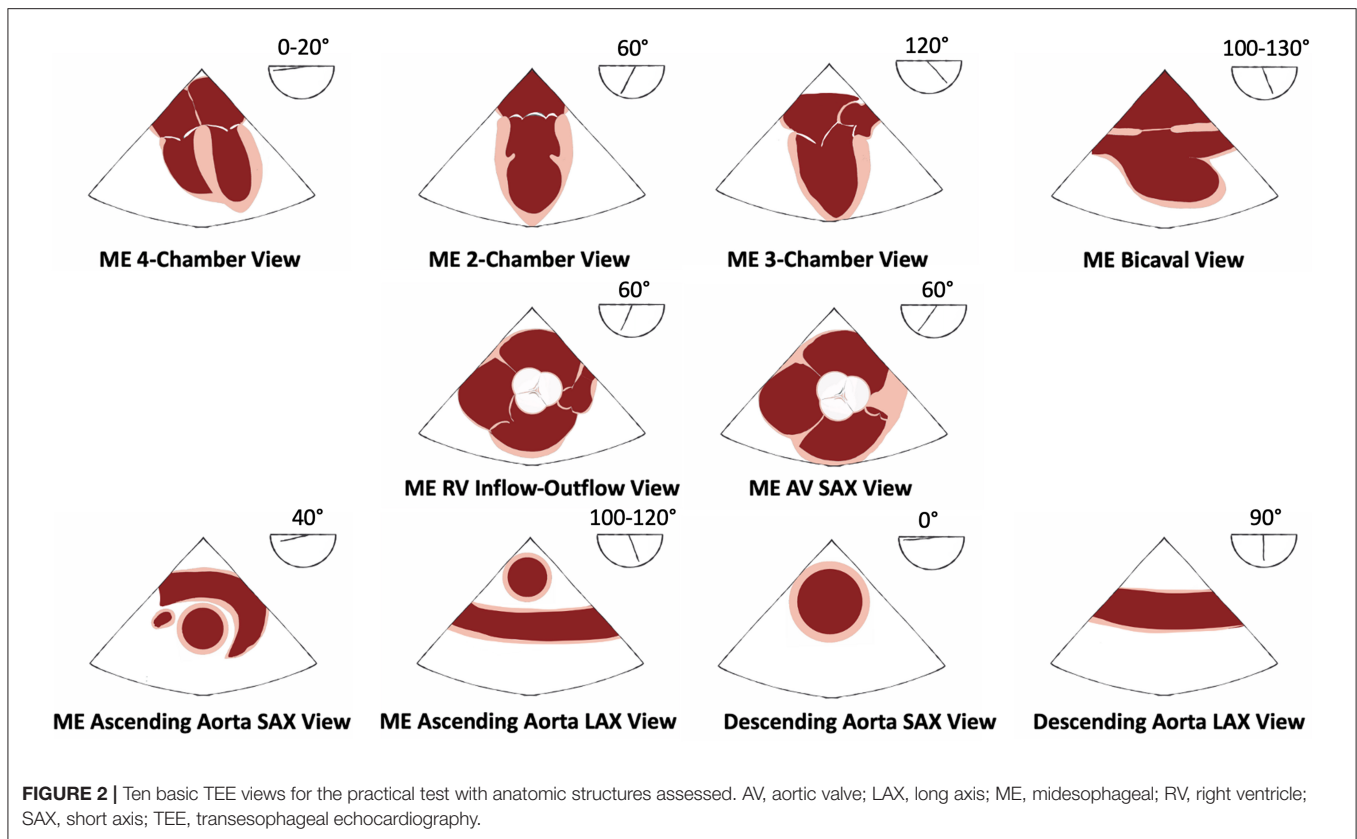 0-20°
60°
120°
100-130°
ME 4-Chamber View
ME 2-Chamber View
ME 3-Chamber View
ME Bicaval View
60°
60°
ME RV Inflow-Outflow View
ME AV SAX View
40°
100-120°
0°
90°
ME Ascending Aorta SAX View
ME Ascending Aorta LAX View
Descending Aorta SAX View
Descending Aorta LAX View
FIGURE 2 | Ten basic TEE views for the practical test with anatomic structures assessed. AV, aortic valve; LAX, long axis; ME, midesophageal; RV, right ventricle;
SAX, short axis; TEE, transesophageal echocardiography.